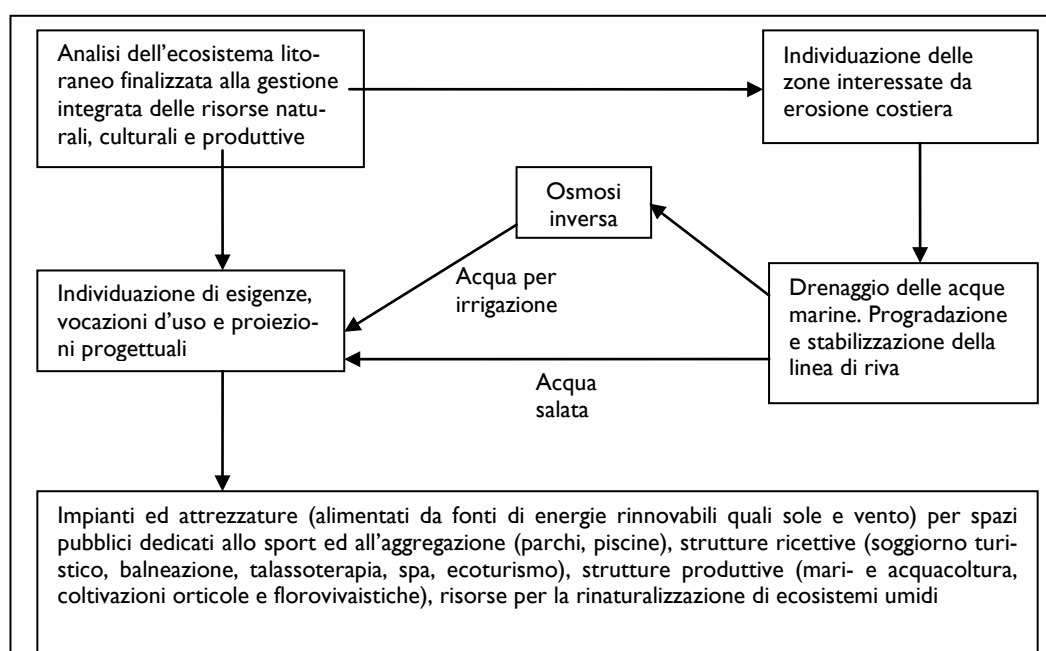 Analisi dell'ecosistema lito-
raneo finalizzata alla gestione
integrata delle risorse natu-
rali, culturali e produttive
Individuazione delle
zone interessate da
erosione costiera
Osmosi
inversa
Acqua per
irrigazione
Individuazione di esigenze,
vocazioni d'uso e proiezio-
ni progettuali
Drenaggio delle acque
marine. Progradazione
e stabilizzazione della
linea di riva
Acqua
salata
Impianti ed attrezzature (alimentati da fonti di energie rinnovabili quali sole e vento) per spazi
pubblici dedicati allo sport ed all'aggregazione (parchi, piscine), strutture ricettive (soggiorno turi-
stico, balneazione, talassoterapia, spa, ecoturismo), strutture produttive (mari- e acquacoltura,
coltivazioni orticole e florovivaistiche), risorse per la rinaturalizzazione di ecosistemi umidi